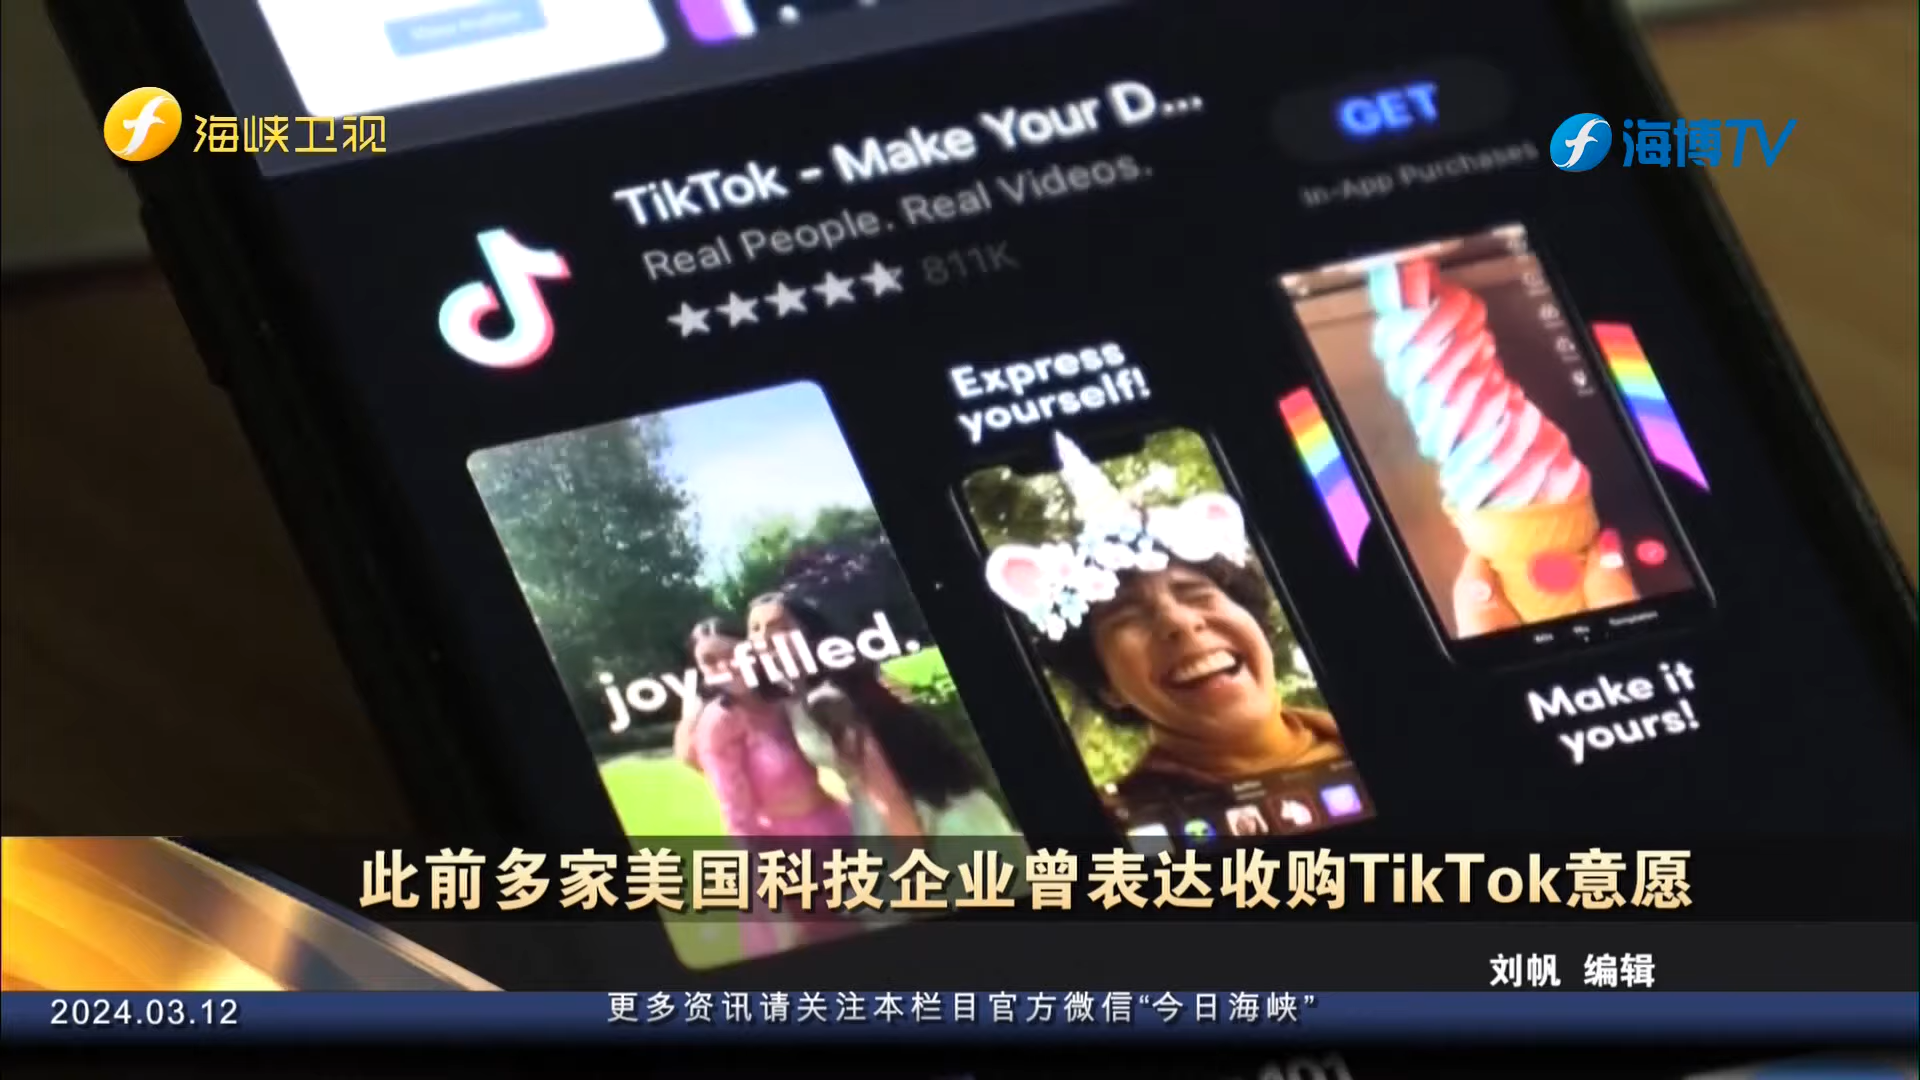 海峡卫视
海博TV
TikTok - Make Your D...
GET
Real People. Real Videos.
In-App Purchases
811K
Express
yourself!
joy-filled.
Make it
yours!
此前多家美国科技企业曾表达收购TikTok意愿
刘帆 编辑
2024.03.12
更多资讯请关注本栏目官方微信“今日海峡”